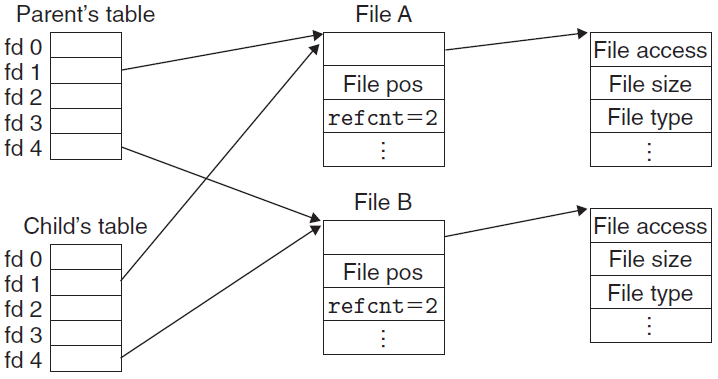 Parent's table
fd 0
fd 1
fd 2
fd 3
fd 4
Child's table
fd 0
fd 1
fd 2
fd 3
fd 4
File A
File pos
refcnt=2
⋮
File B
File pos
refcnt=2
⋮
File access
File size
File type
⋮
File access
File size
File type
⋮